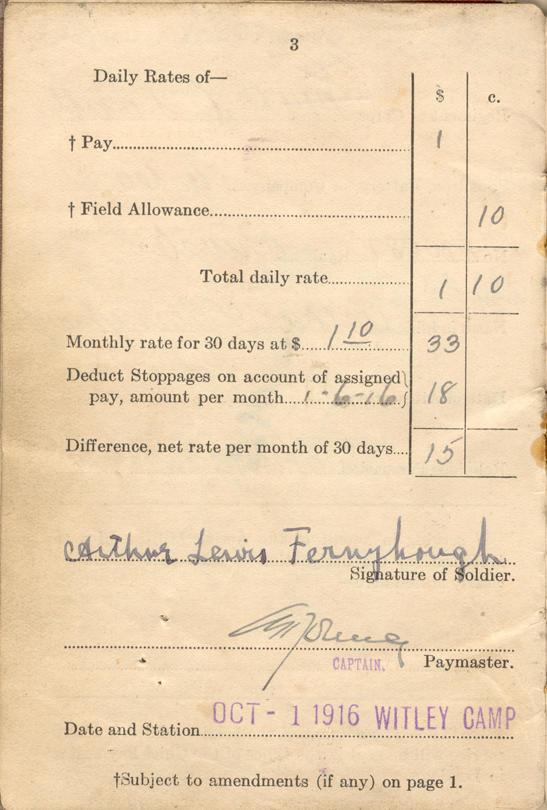 3
Daily Rates of—
$ c.
† Pay 1
† Field Allowance 10
Total daily rate 1 10
Monthly rate for 30 days at $ 1 10 33
Deduct Stoppages on account of assigned
pay, amount per month 1-6-16 18
Difference, net rate per month of 30 days 15
Arthur Lewis Fernyhough
Signature of Soldier.
CAPTAIN. Paymaster.
Date and Station OCT - 1 1916 WITLEY CAMP
†Subject to amendments (if any) on page 1.